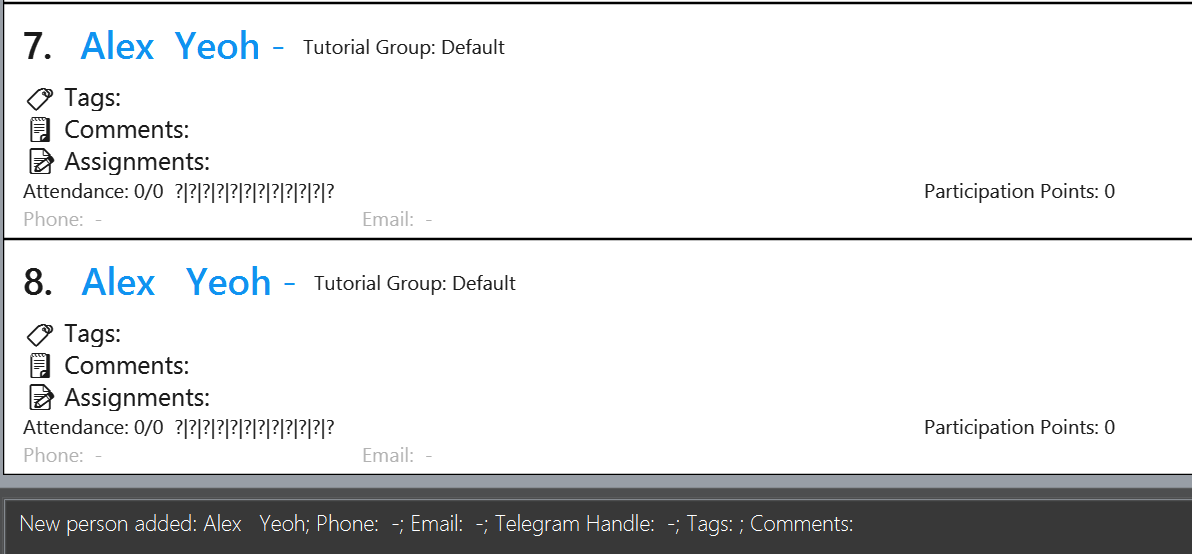 7. Alex  Yeoh - Tutorial Group: Default
Tags:
Comments:
Assignments:
Attendance: 0/0 ?|?|?|?|?|?|?|?|?|?|?|? Participation Points: 0
Phone: - Email: -
8. Alex   Yeoh - Tutorial Group: Default
Tags:
Comments:
Assignments:
Attendance: 0/0 ?|?|?|?|?|?|?|?|?|?|?|? Participation Points: 0
Phone: - Email: -
New person added: Alex   Yeoh; Phone:  -; Email:  -; Telegram Handle:  -; Tags: ; Comments: